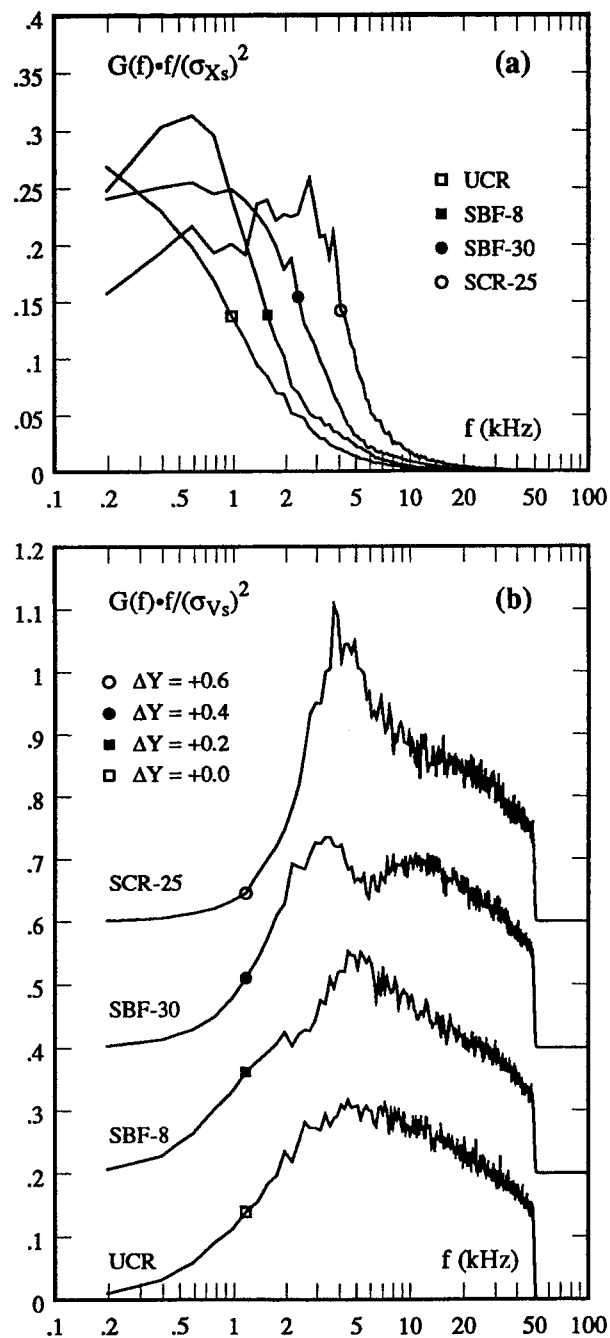 .4
G(f)•f/(σXs)²
(a)
.35
.3
.25
.2
.15
.1
.05
0
UCR
SBF-8
SBF-30
SCR-25
f (kHz)
.1 .2 .5 1 2 5 10 20 50 100
1.2
G(f)•f/(σVs)²
(b)
1.1
1
.9
.8
.7
.6
.5
.4
.3
.2
.1
0
ΔY = +0.6
ΔY = +0.4
ΔY = +0.2
ΔY = +0.0
SCR-25
SBF-30
SBF-8
UCR
f (kHz)
.1 .2 .5 1 2 5 10 20 50 100